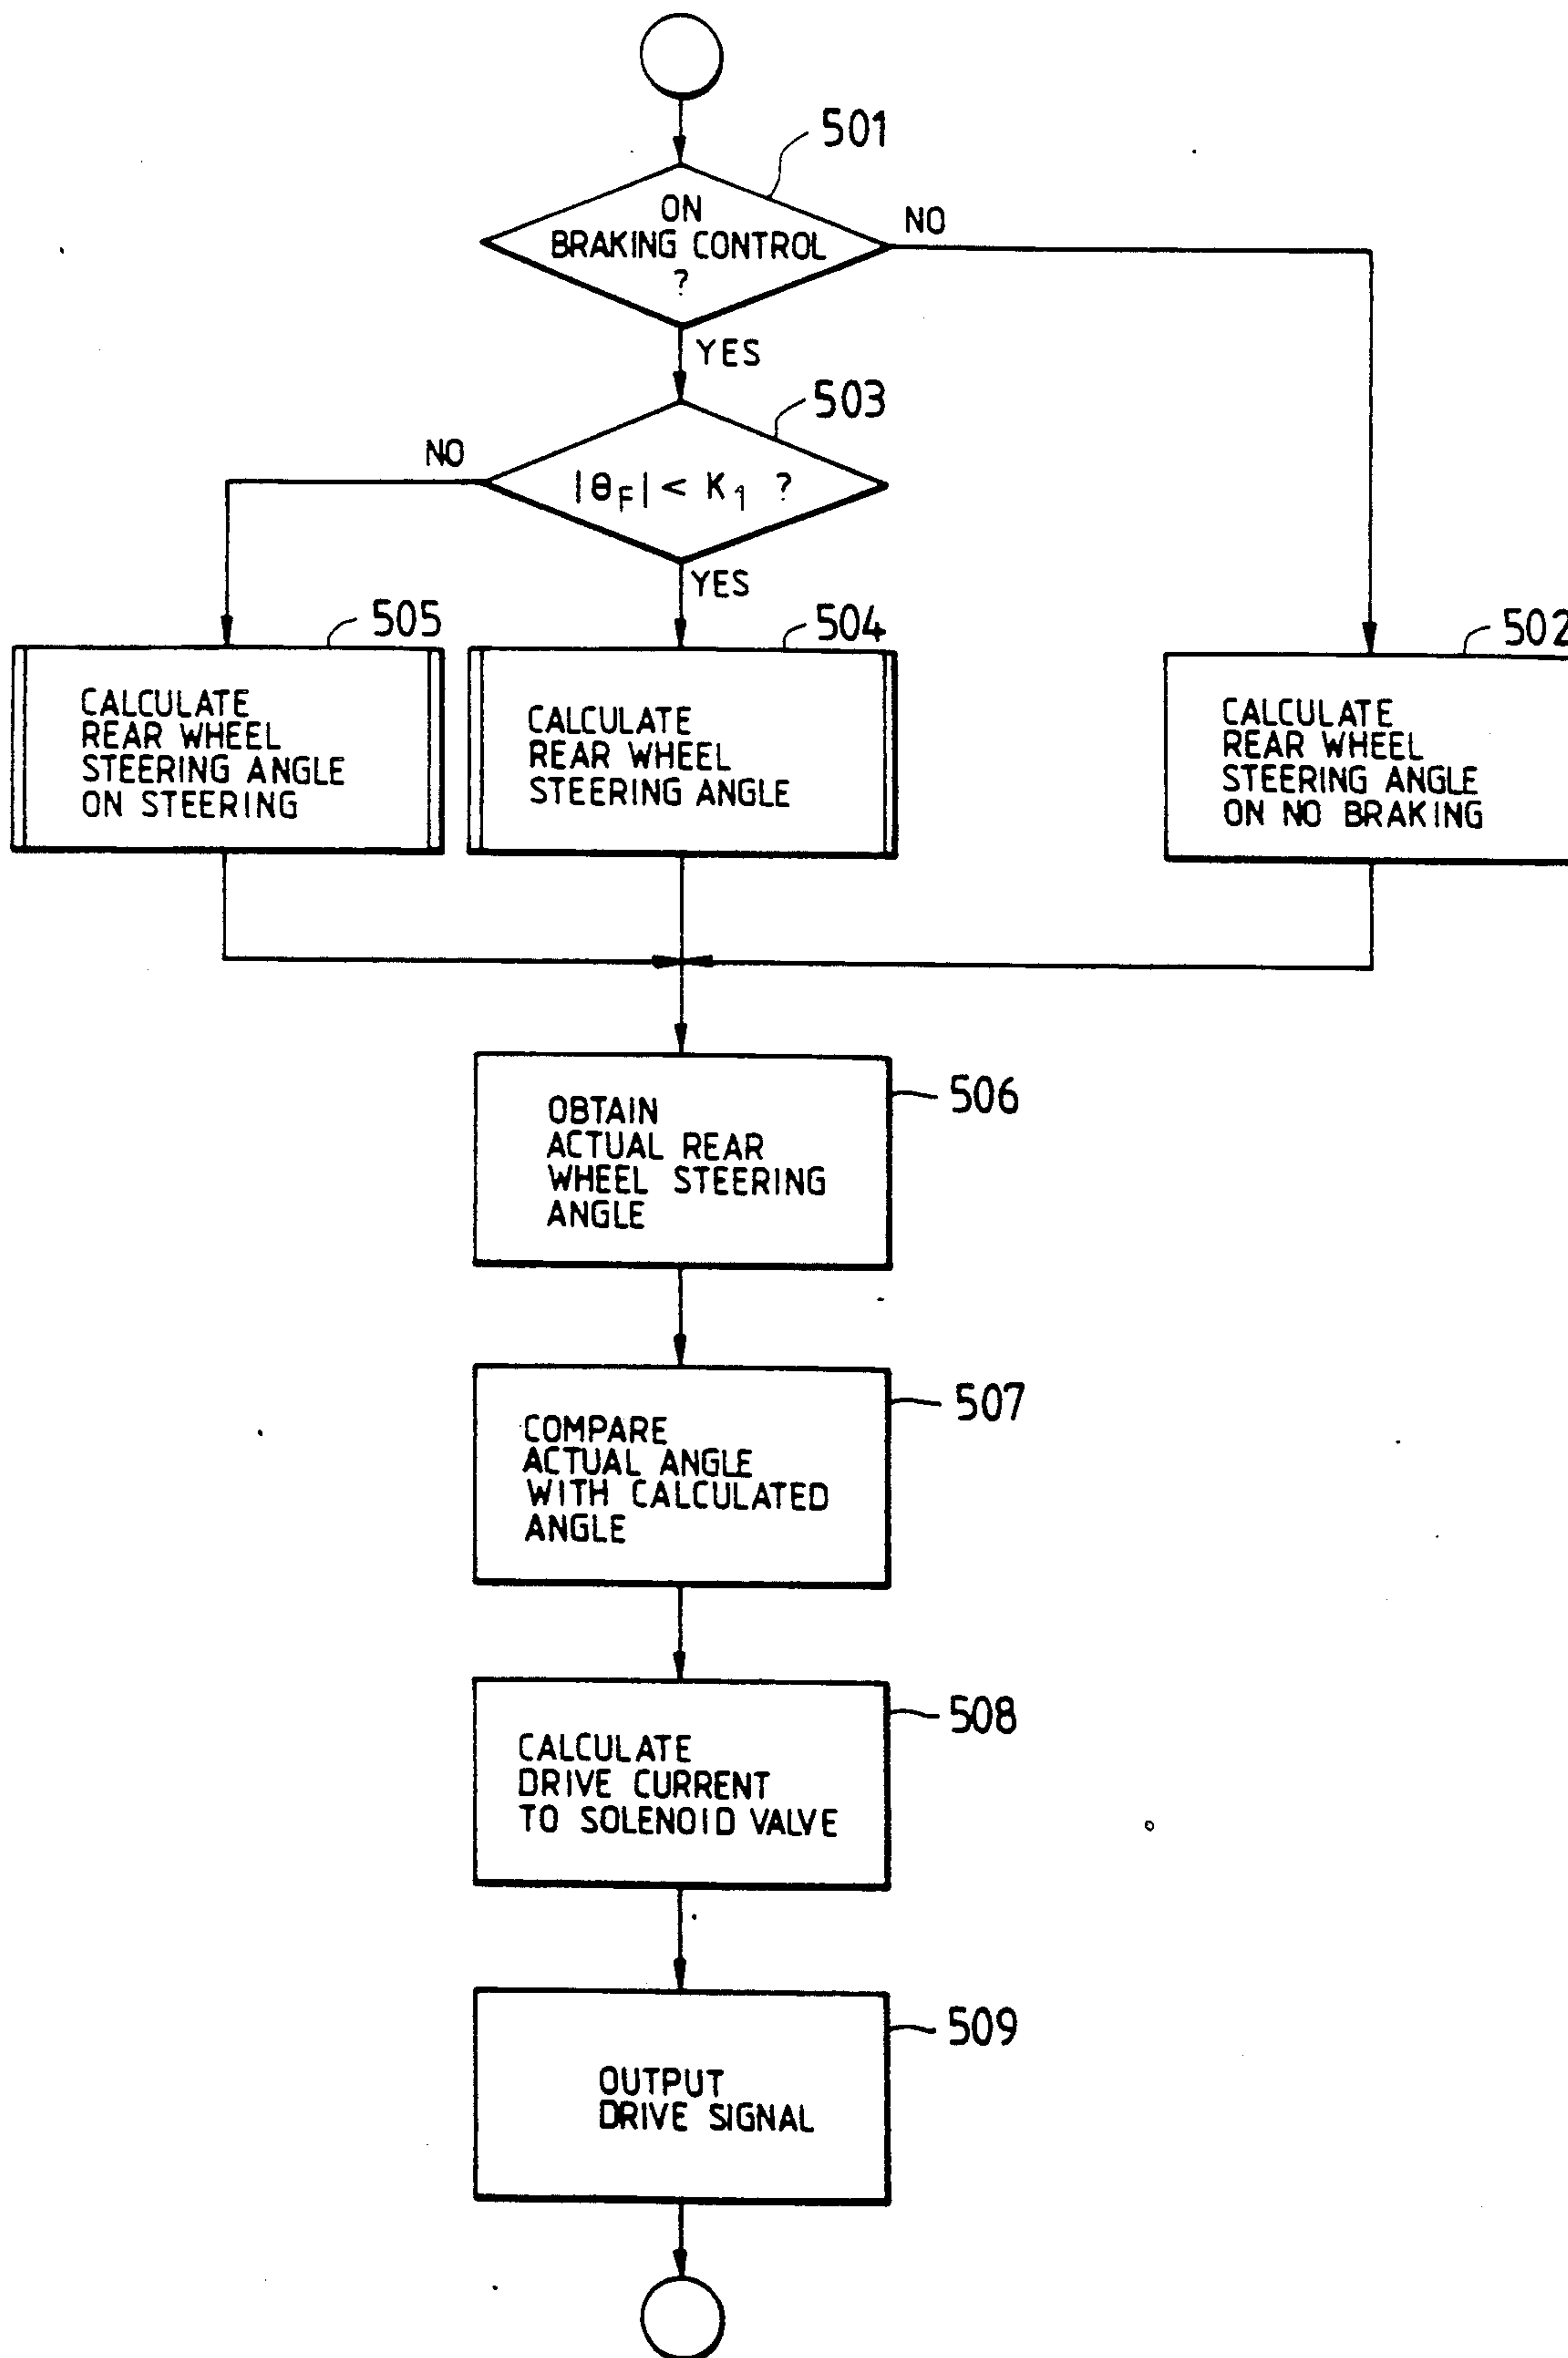 501
ON
BRAKING CONTROL
?
NO
YES
503
NO
|θF| < K1 ?
YES
505
CALCULATE
REAR WHEEL
STEERING ANGLE
ON STEERING
504
CALCULATE
REAR WHEEL
STEERING ANGLE
502
CALCULATE
REAR WHEEL
STEERING ANGLE
ON NO BRAKING
506
OBTAIN
ACTUAL REAR
WHEEL STEERING
ANGLE
507
COMPARE
ACTUAL ANGLE
WITH CALCULATED
ANGLE
508
CALCULATE
DRIVE CURRENT
TO SOLENOID VALVE
509
OUTPUT
DRIVE SIGNAL